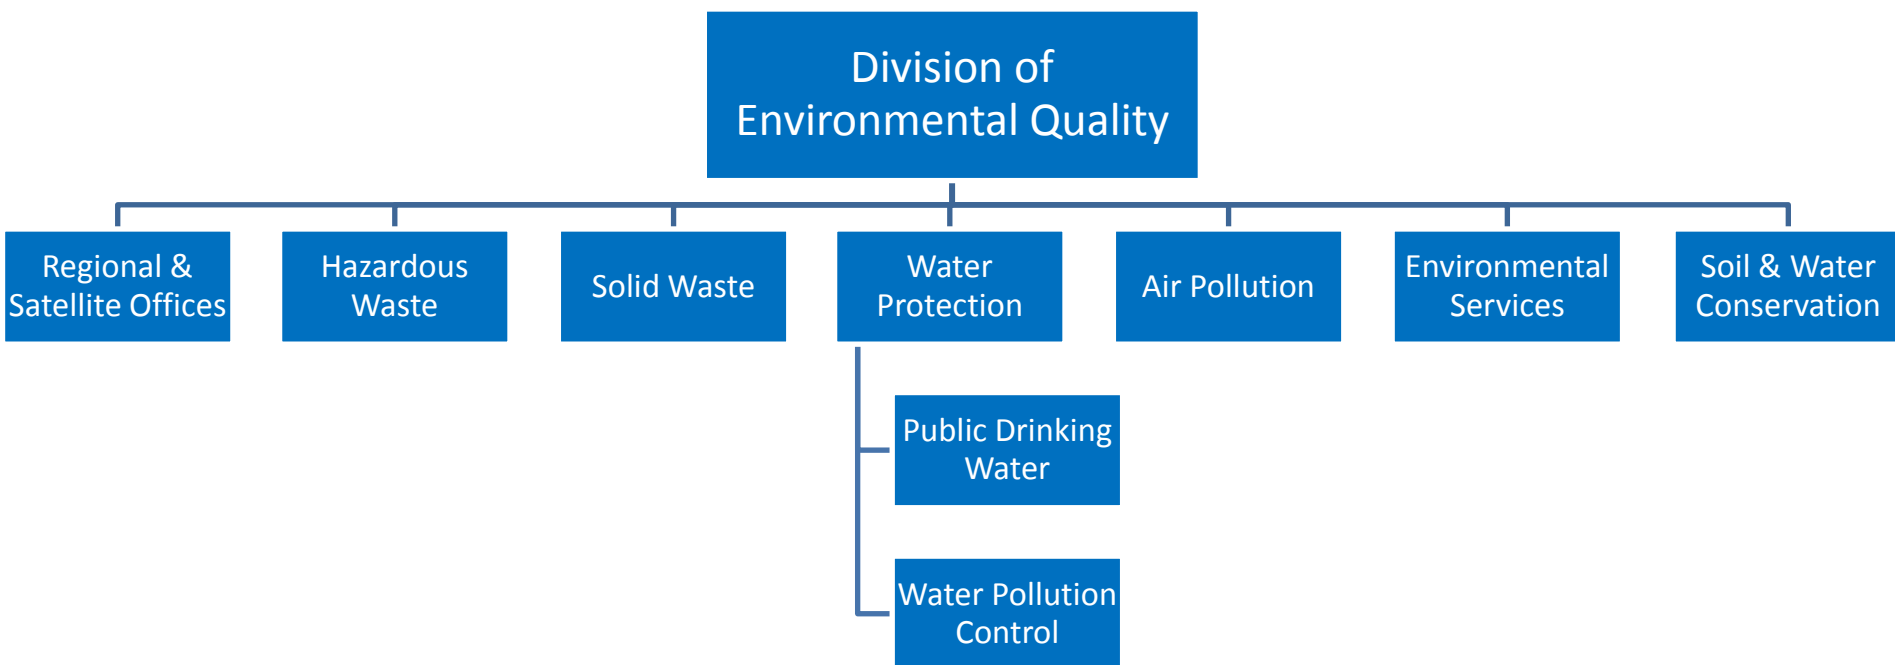 Division of
Environmental Quality
Regional &
Satellite Offices
Hazardous
Waste
Solid Waste
Water
Protection
Air Pollution
Environmental
Services
Soil & Water
Conservation
Public Drinking
Water
Water Pollution
Control